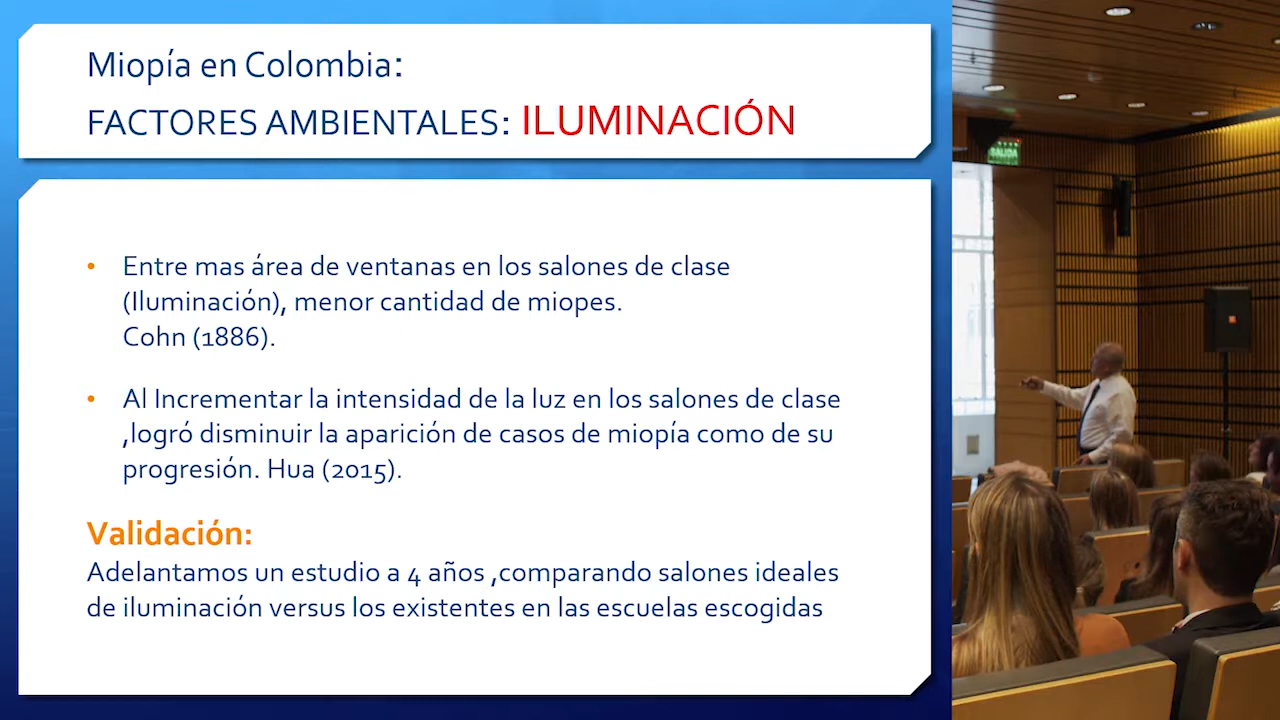 Miopía en Colombia:
FACTORES AMBIENTALES: ILUMINACIÓN
• Entre mas área de ventanas en los salones de clase
(Iluminación), menor cantidad de miopes.
Cohn (1886).
• Al Incrementar la intensidad de la luz en los salones de clase
,logró disminuir la aparición de casos de miopía como de su
progresión. Hua (2015).
Validación:
Adelantamos un estudio a 4 años ,comparando salones ideales
de iluminación versus los existentes en las escuelas escogidas
SALIDA